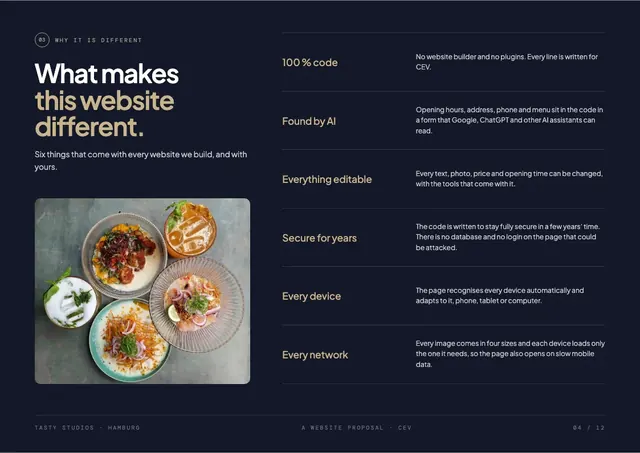 03 WHY IT IS DIFFERENT
What makes
this website
different.
Six things that come with every website we build, and with
yours.
100 % code
No website builder and no plugins. Every line is written for
CEV.
Found by AI
Opening hours, address, phone and menu sit in the code in
a form that Google, ChatGPT and other AI assistants can
read.
Everything editable
Every text, photo, price and opening time can be changed,
with the tools that come with it.
Secure for years
The code is written to stay fully secure in a few years' time.
There is no database and no login on the page that could
be attacked.
Every device
The page recognises every device automatically and
adapts to it, phone, tablet or computer.
Every network
Every image comes in four sizes and each device loads only
the one it needs, so the page also opens on slow mobile
data.
TASTY STUDIOS · HAMBURG
A WEBSITE PROPOSAL · CEV
04 / 12